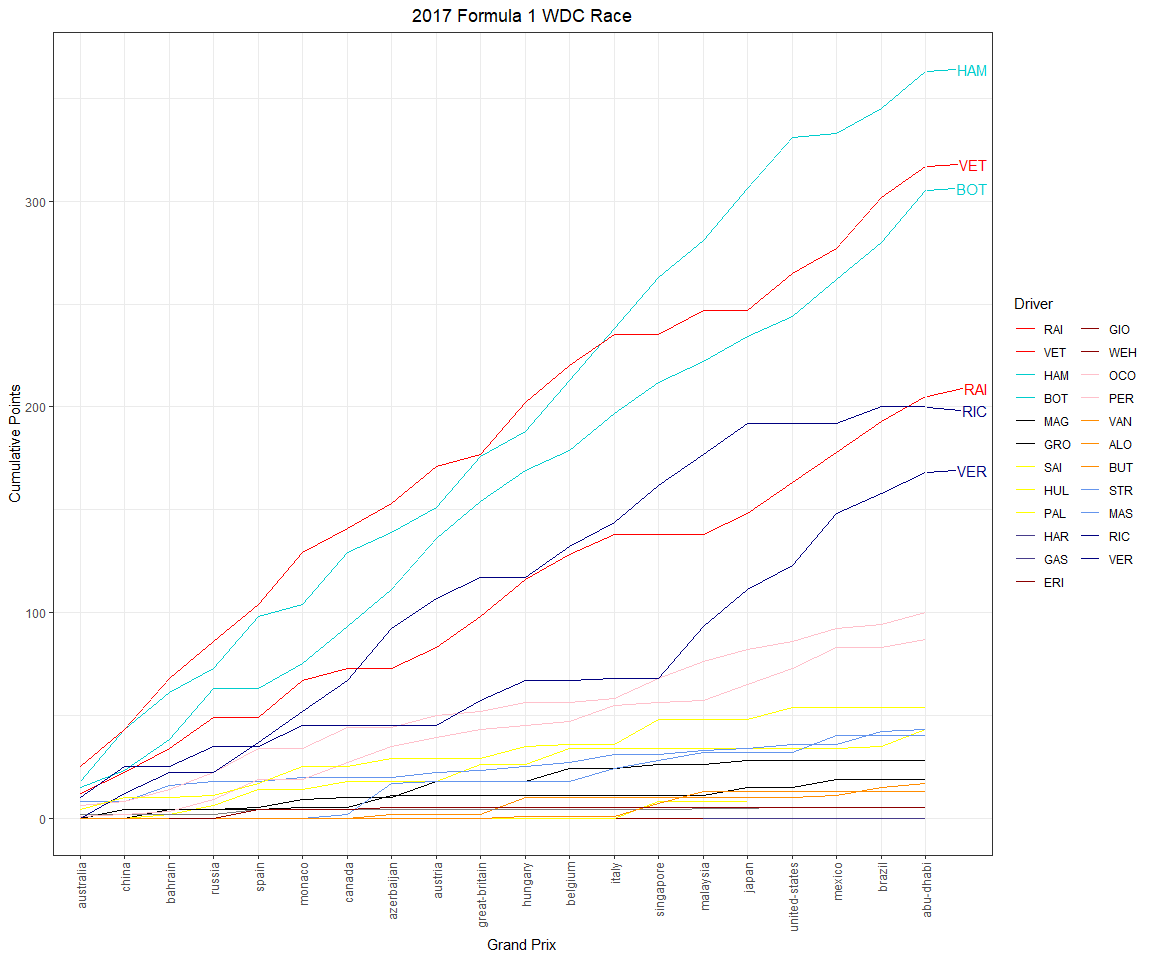 2017 Formula 1 WDC Race
Cumulative Points
300
200
100
0
HAM
VET
BOT
RAI
RIC
VER
australia
china
bahrain
russia
spain
monaco
canada
azerbaijan
austria
great-britain
hungary
belgium
italy
singapore
malaysia
japan
united-states
mexico
brazil
abu-dhabi
Grand Prix
Driver
RAI GIO
VET WEH
HAM OCO
BOT PER
MAG VAN
GRO ALO
SAI BUT
HUL STR
PAL MAS
HAR RIC
GAS VER
ERI